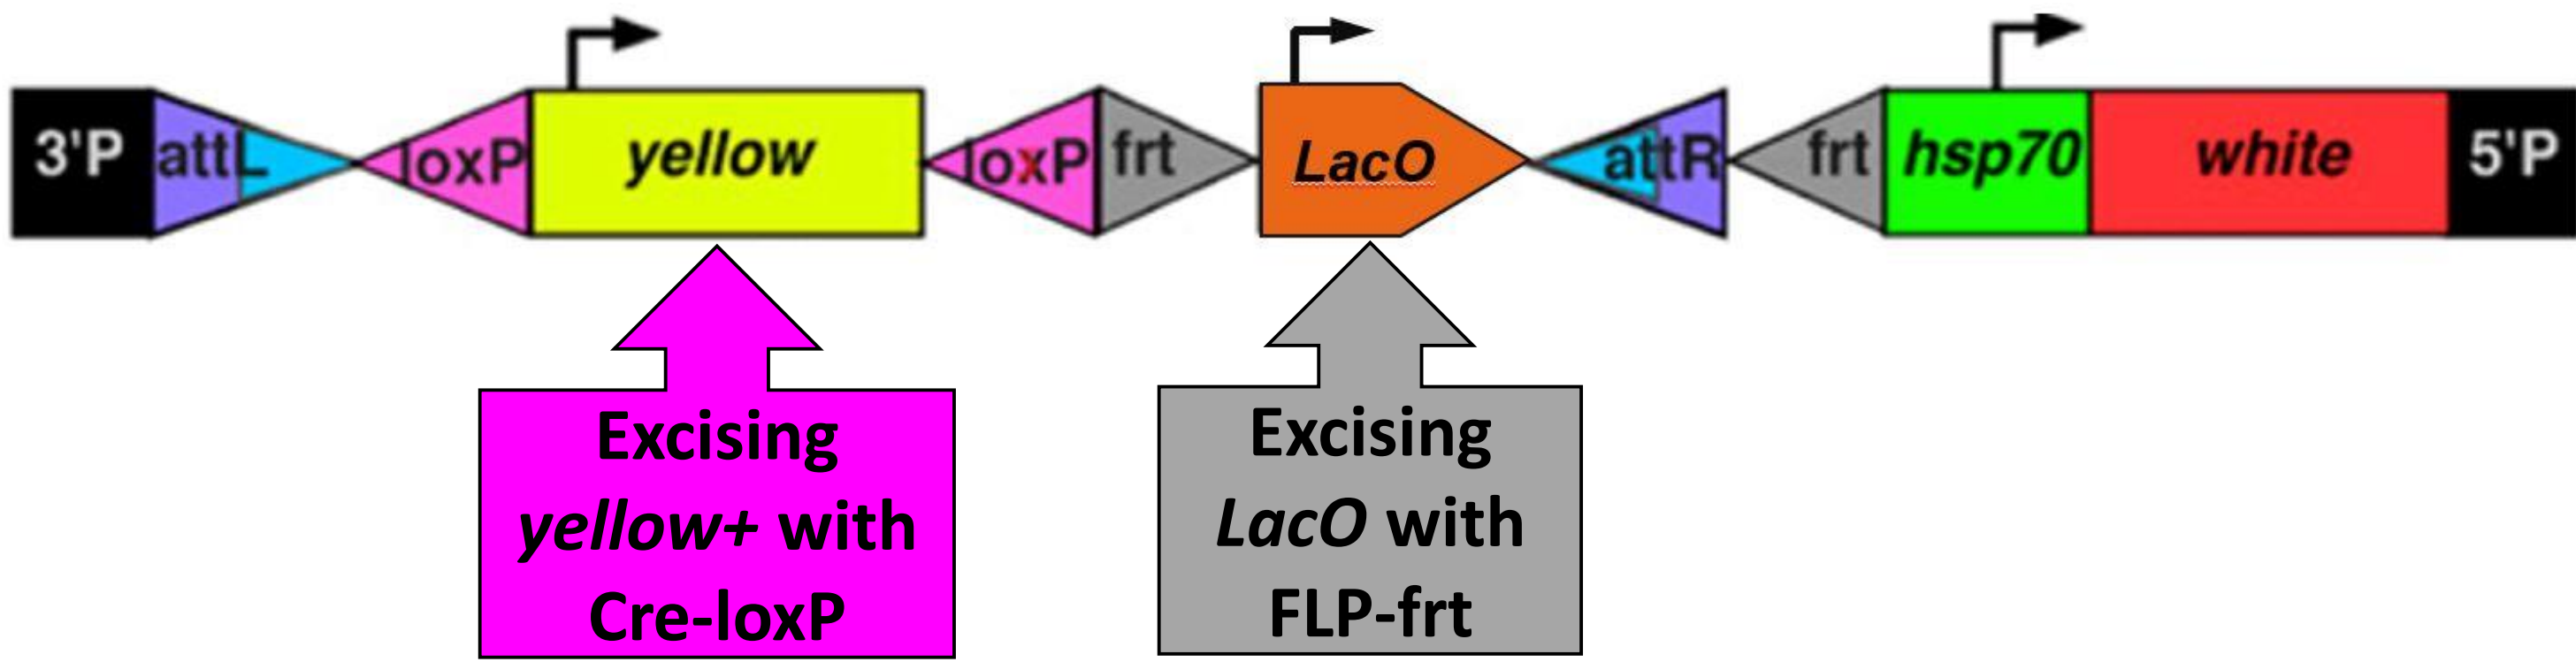 3'P attL loxP yellow loxP frt LacO attR frt hsp70 white 5'P
Excising
yellow+ with
Cre-loxP
Excising
LacO with
FLP-frt